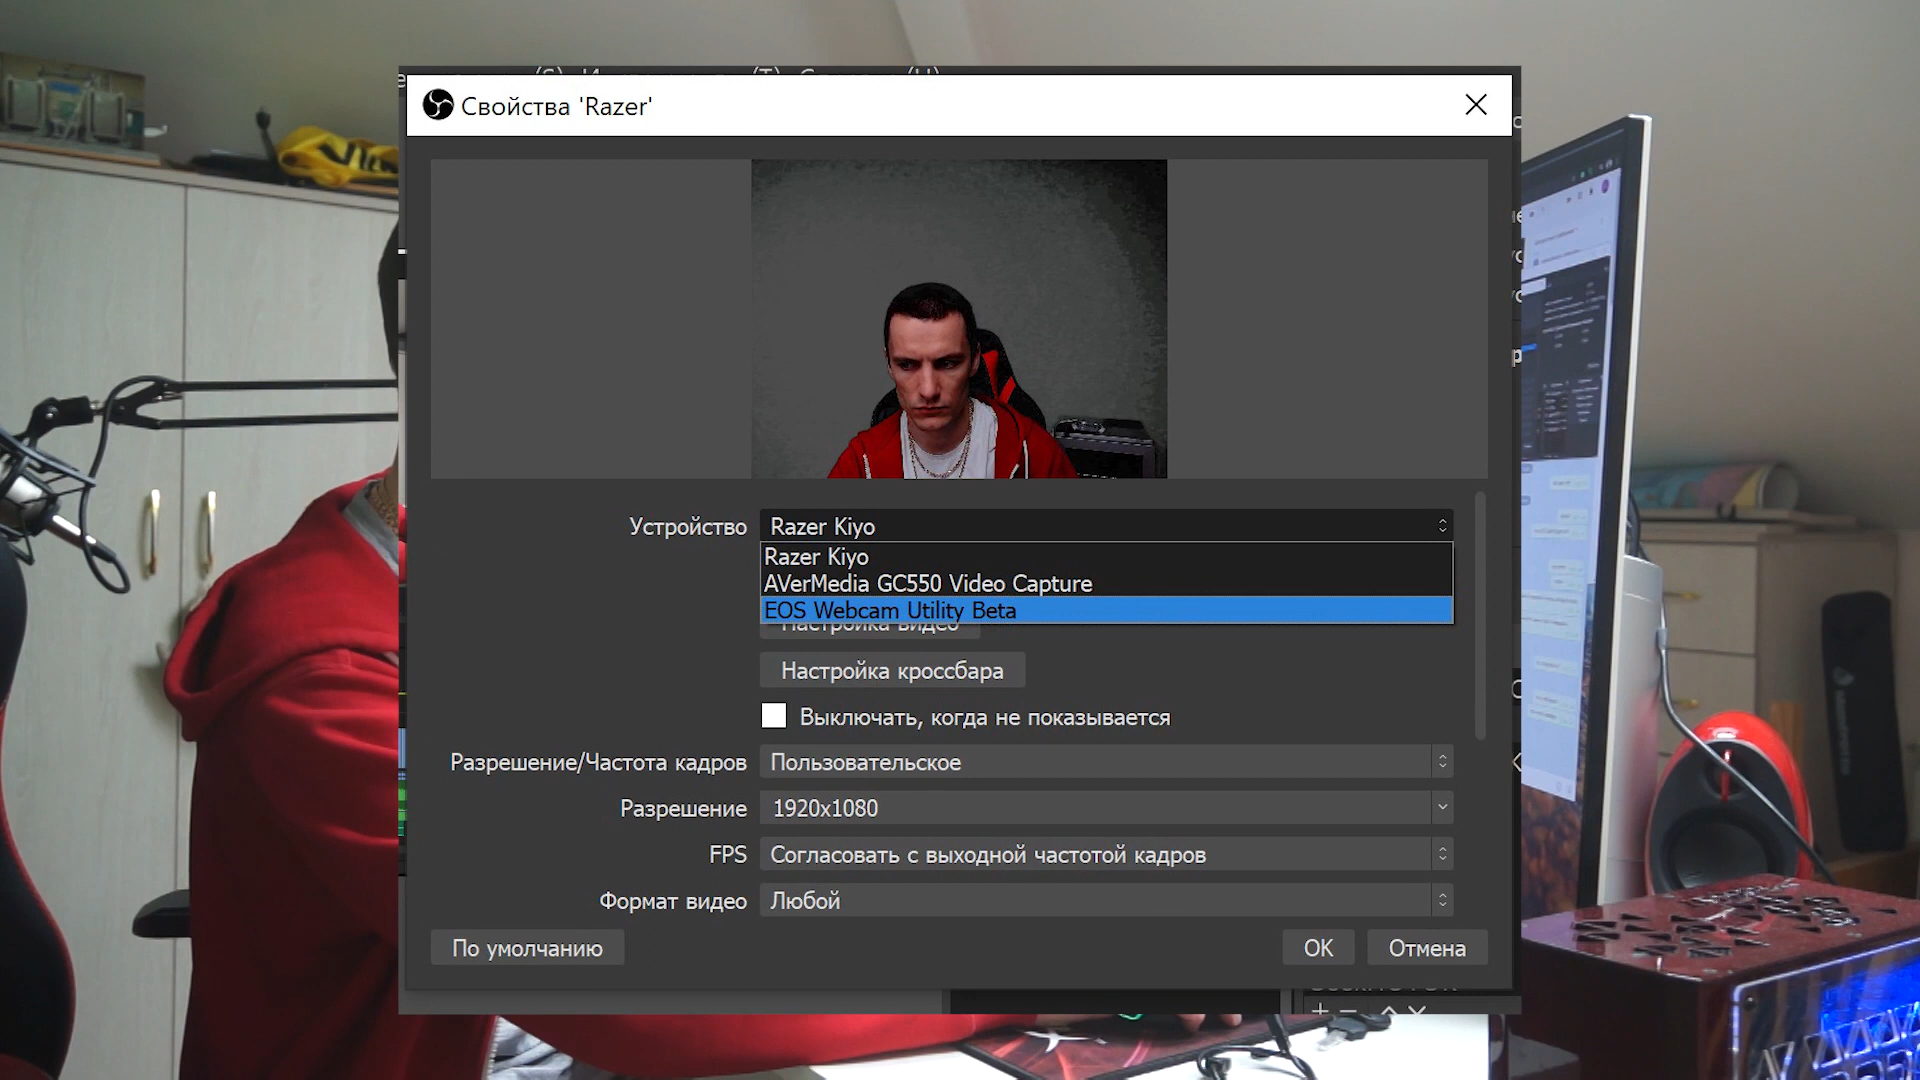 Свойства 'Razer'
Устройство
Razer Kiyo
Razer Kiyo
AVerMedia GC550 Video Capture
EOS Webcam Utility Beta
Настройка видео
Настройка кроссбара
Выключать, когда не показывается
Разрешение/Частота кадров
Пользовательское
Разрешение
1920x1080
FPS
Согласовать с выходной частотой кадров
Формат видео
Любой
По умолчанию
OK
Отмена